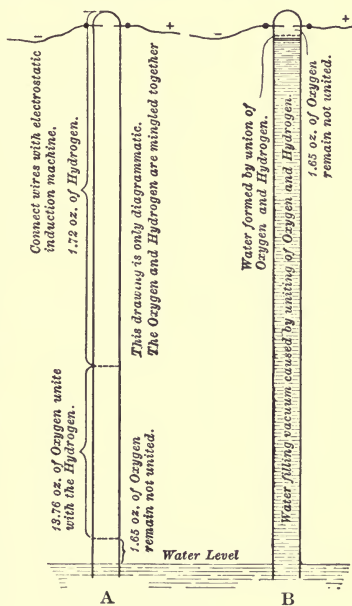 − +
Connect wires with electrostatic
induction machine.
1.72 oz. of Hydrogen.
This drawing is only diagrammatic.
The Oxygen and Hydrogen are mingled together
13.76 oz. of Oxygen unite
with the Hydrogen.
1.65 oz. of Oxygen
remain not united.
Water Level
A
− +
Water formed by union of
Oxygen and Hydrogen.
1.65 oz. of Oxygen
remain not united.
Water filling vacuum caused by uniting of Oxygen and Hydrogen.
B